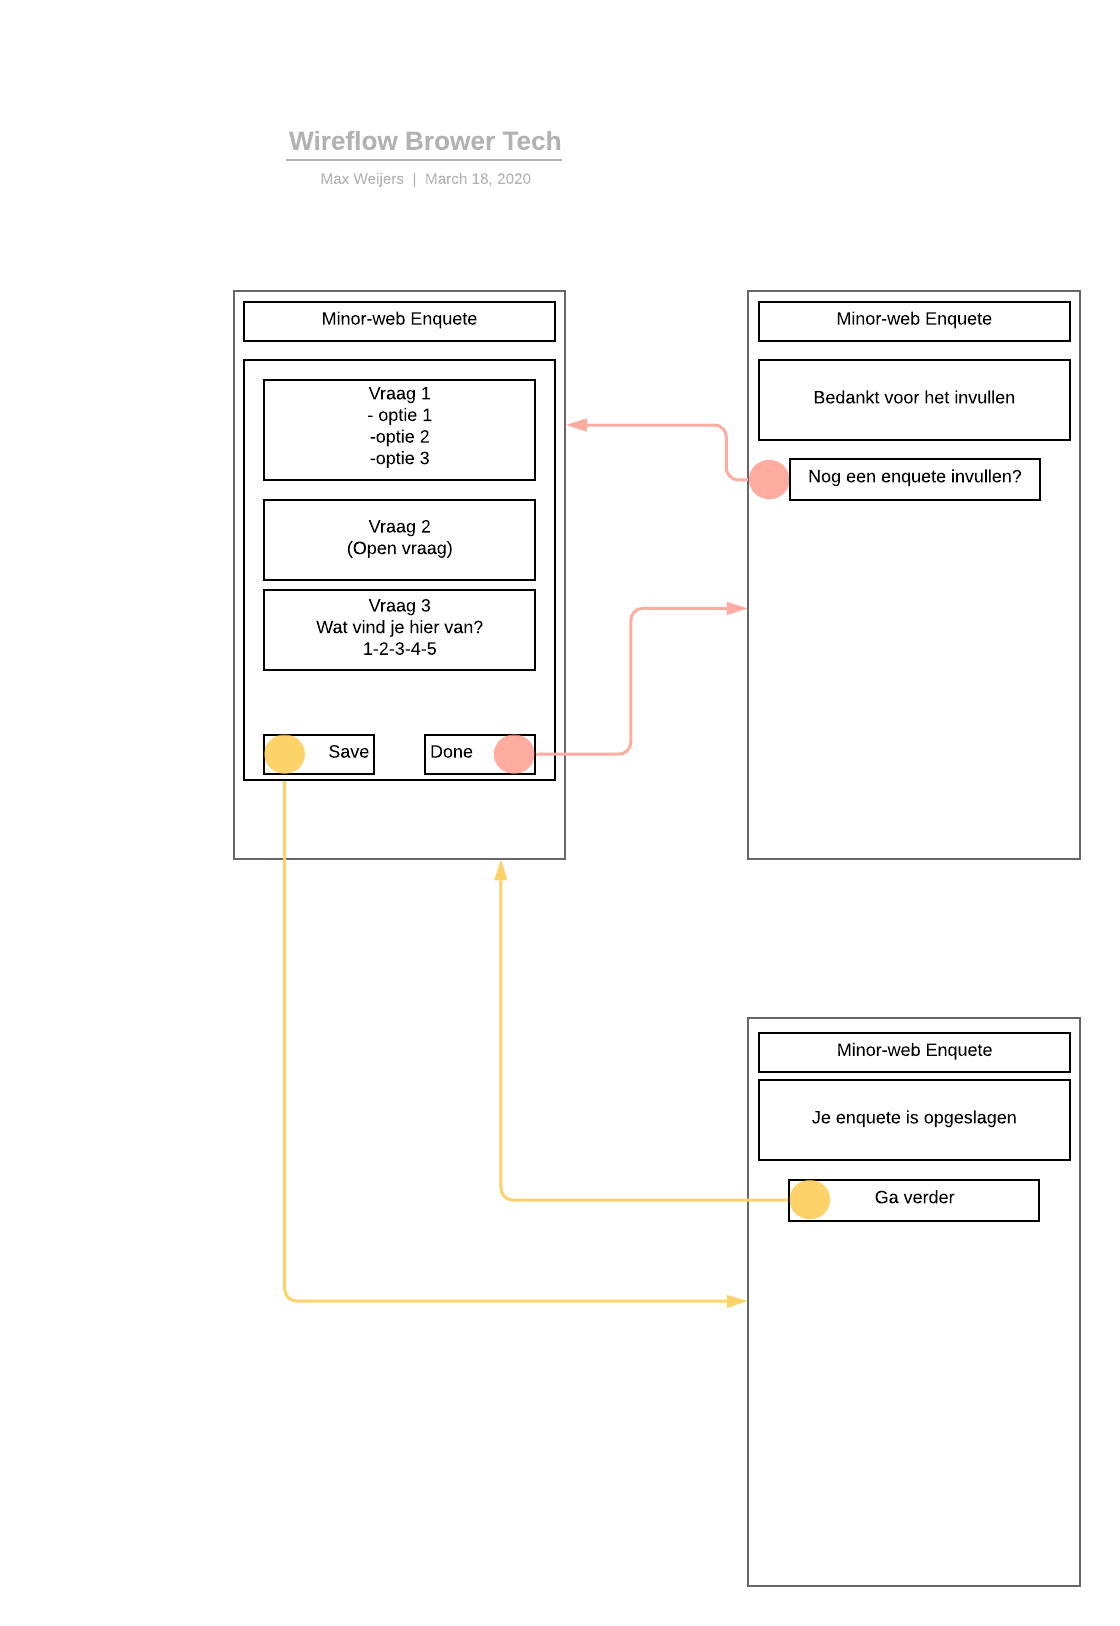 Wireflow Brower Tech
Max Weijers | March 18, 2020
Minor-web Enquete
Vraag 1
- optie 1
-optie 2
-optie 3
Vraag 2
(Open vraag)
Vraag 3
Wat vind je hier van?
1-2-3-4-5
Save
Done
Minor-web Enquete
Bedankt voor het invullen
Nog een enquete invullen?
Minor-web Enquete
Je enquete is opgeslagen
Ga verder